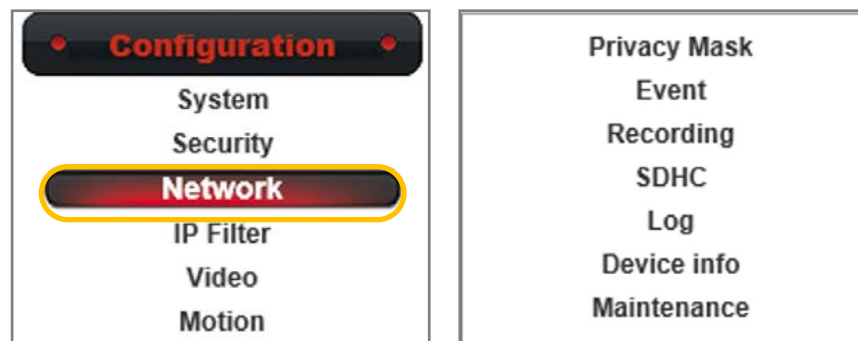 Configuration
System
Security
Network
IP Filter
Video
Motion
Privacy Mask
Event
Recording
SDHC
Log
Device info
Maintenance